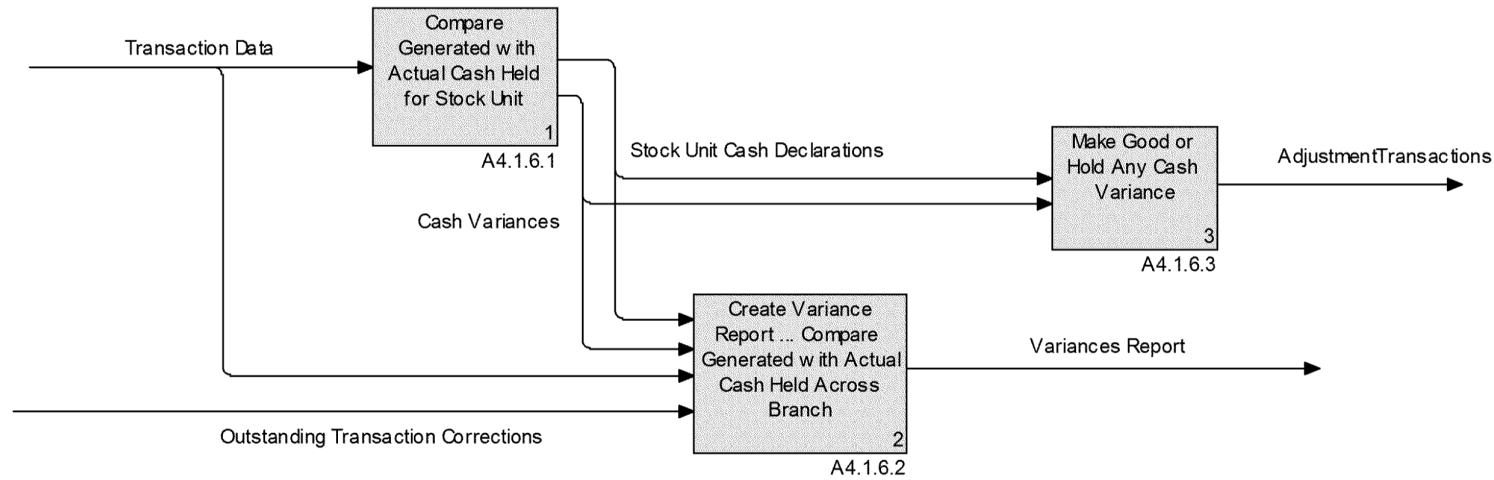 Transaction Data
Compare
Generated with
Actual Cash Held
for Stock Unit
1
A4.1.6.1
Stock Unit Cash Declarations
Make Good or
Hold Any Cash
Variance
3
A4.1.6.3
AdjustmentTransactions
Cash Variances
Create Variance
Report ... Compare
Generated with Actual
Cash Held Across
Branch
2
A4.1.6.2
Variances Report
Outstanding Transaction Corrections